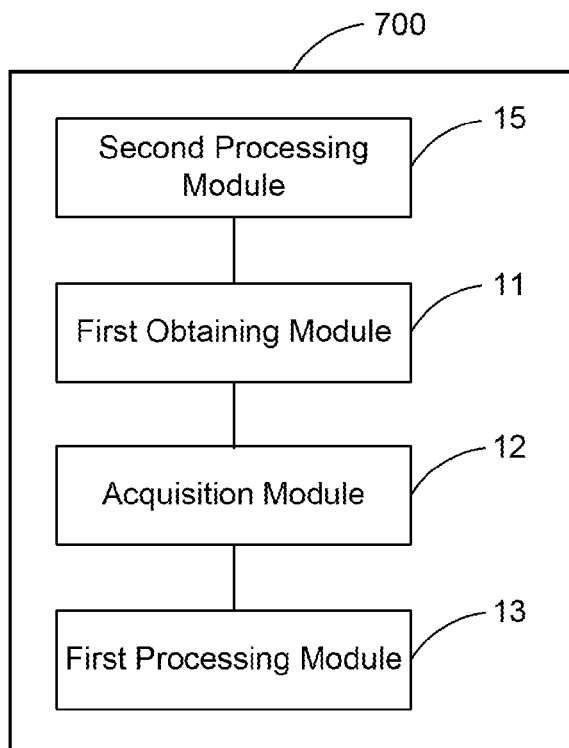 700
Second Processing
Module
15
First Obtaining Module
11
Acquisition Module
12
First Processing Module
13